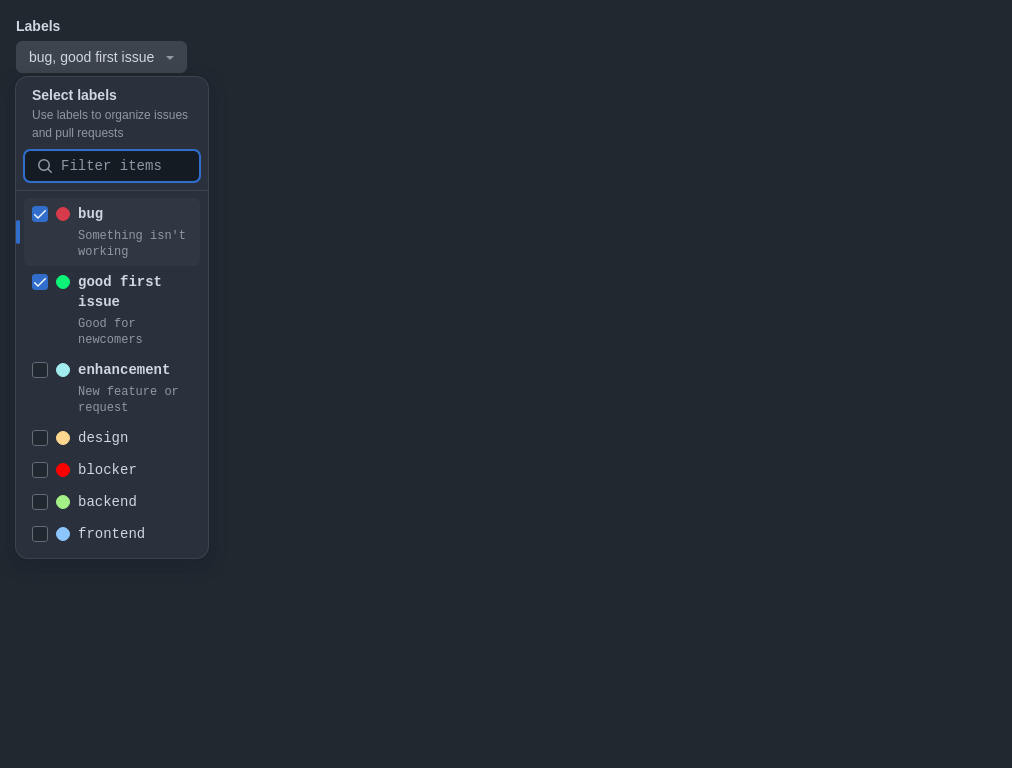 Labels
bug, good first issue
Select labels
Use labels to organize issues
and pull requests
Filter items
bug
Something isn't
working
good first
issue
Good for
newcomers
enhancement
New feature or
request
design
blocker
backend
frontend